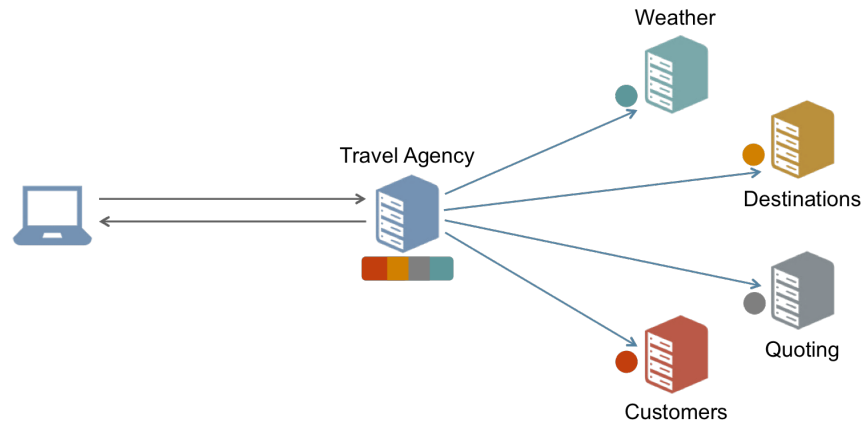 Weather
Travel Agency
Destinations
Quoting
Customers